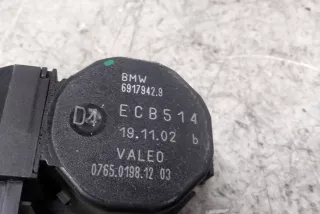 BMW
6917942.9
D4 ECB514
19.11.02 b
VALEO
0765.0198.12 03